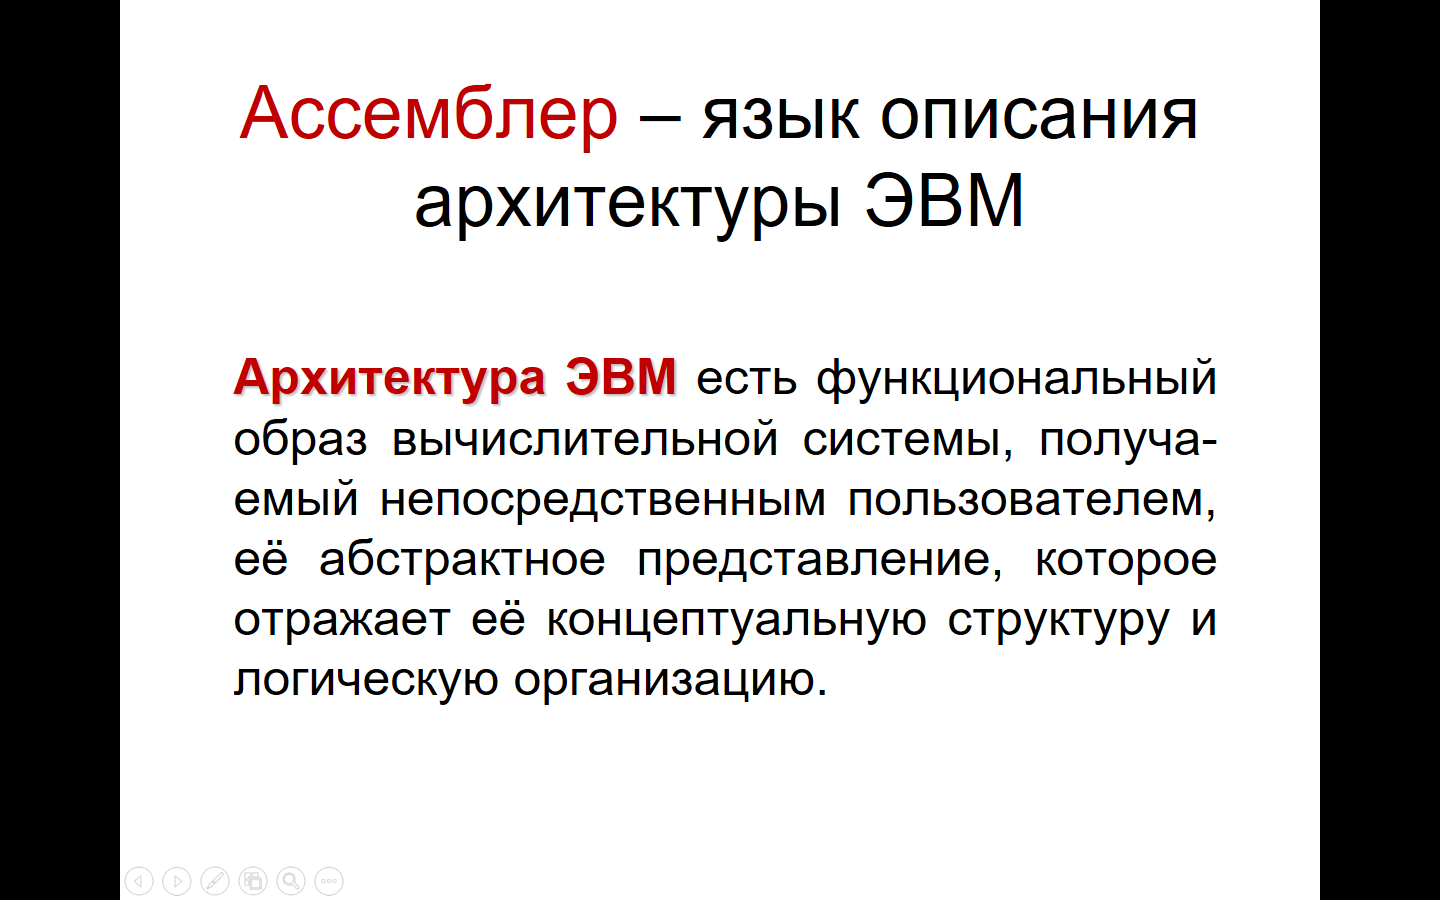 Ассемблер – язык описания
архитектуры ЭВМ
Архитектура ЭВМ есть функциональный
образ вычислительной системы, получа-
емый непосредственным пользователем,
её абстрактное представление, которое
отражает её концептуальную структуру и
логическую организацию.